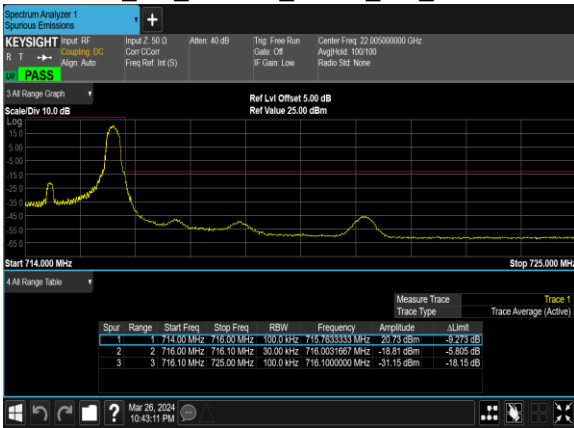 Spectrum Analyzer 1
Spurious Emissions
KEYSIGHT Input: RF Input Z: 50 Ω Atten: 40 dB Trig: Free Run Center Freq: 22.005000000 GHz
R T Coupling: DC Corr CCorr Gate: Off Avg|Hold: 100/100
Align: Auto Freq Ref: Int (S) IF Gain: Low Radio Std: None
PASS
3 All Range Graph
Ref Lvl Offset 5.00 dB
Scale/Div 10.0 dB Ref Value 25.00 dBm
Log
15.0
5.00
-5.00
-15.0
-25.0
-35.0
-45.0
-55.0
-65.0
Start 714.000 MHz Stop 725.000 MHz
4 All Range Table
Measure Trace Trace 1
Trace Type Trace Average (Active)
Spur Range Start Freq Stop Freq RBW Frequency Amplitude ΔLimit
1 1 714.00 MHz 716.00 MHz 100.0 kHz 715.7633333 MHz 20.73 dBm -9.273 dB
2 2 716.00 MHz 716.10 MHz 30.00 kHz 716.0031667 MHz -18.81 dBm -5.805 dB
3 3 716.10 MHz 725.00 MHz 100.0 kHz 716.1000000 MHz -31.15 dBm -18.15 dB
Mar 26, 2024
10:43:11 PM